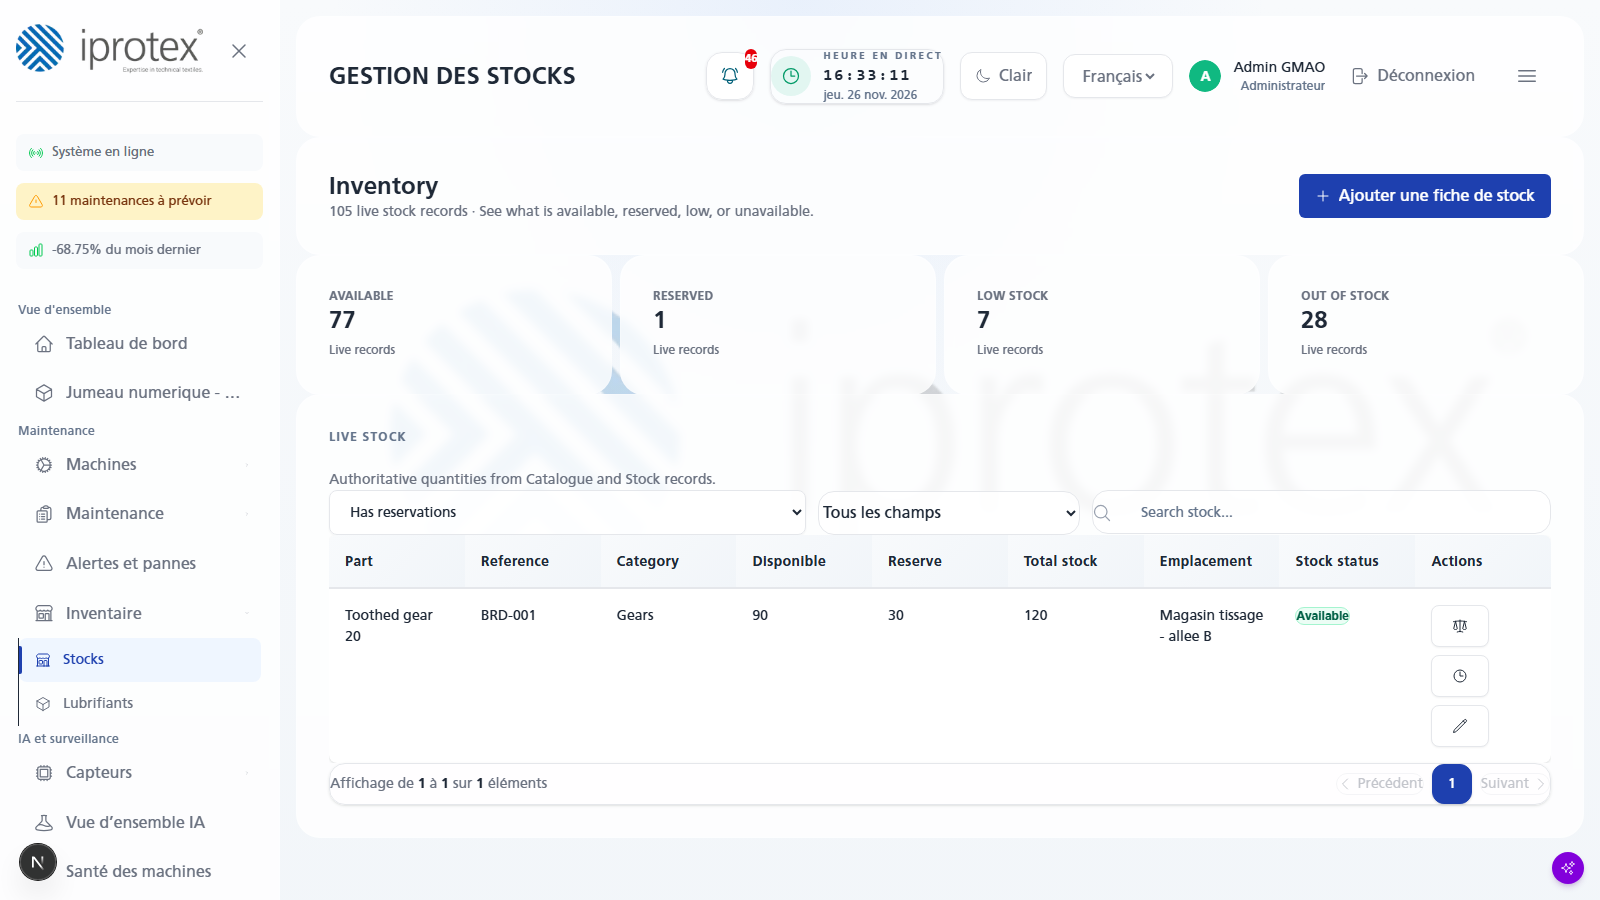 iprotex®
Expertise in technical textiles.
Système en ligne
11 maintenances à prévoir
-68.75% du mois dernier
Vue d'ensemble
Tableau de bord
Jumeau numerique - ...
Maintenance
Machines
Maintenance
Alertes et pannes
Inventaire
Stocks
Lubrifiants
IA et surveillance
Capteurs
Vue d’ensemble IA
N
Santé des machines
GESTION DES STOCKS
46
HEURE EN DIRECT
16:33:11
jeu. 26 nov. 2026
Clair
Français
A
Admin GMAO
Administrateur
Déconnexion
Inventory
105 live stock records · See what is available, reserved, low, or unavailable.
+ Ajouter une fiche de stock
AVAILABLE
77
Live records
RESERVED
1
Live records
LOW STOCK
7
Live records
OUT OF STOCK
28
Live records
iprotex
LIVE STOCK
Authoritative quantities from Catalogue and Stock records.
Has reservations
Tous les champs
Search stock...
Part Reference Category Disponible Reserve Total stock Emplacement Stock status Actions
Toothed gear 20 BRD-001 Gears 90 30 120 Magasin tissage - allee B Available
Affichage de 1 à 1 sur 1 éléments
Précédent 1 Suivant